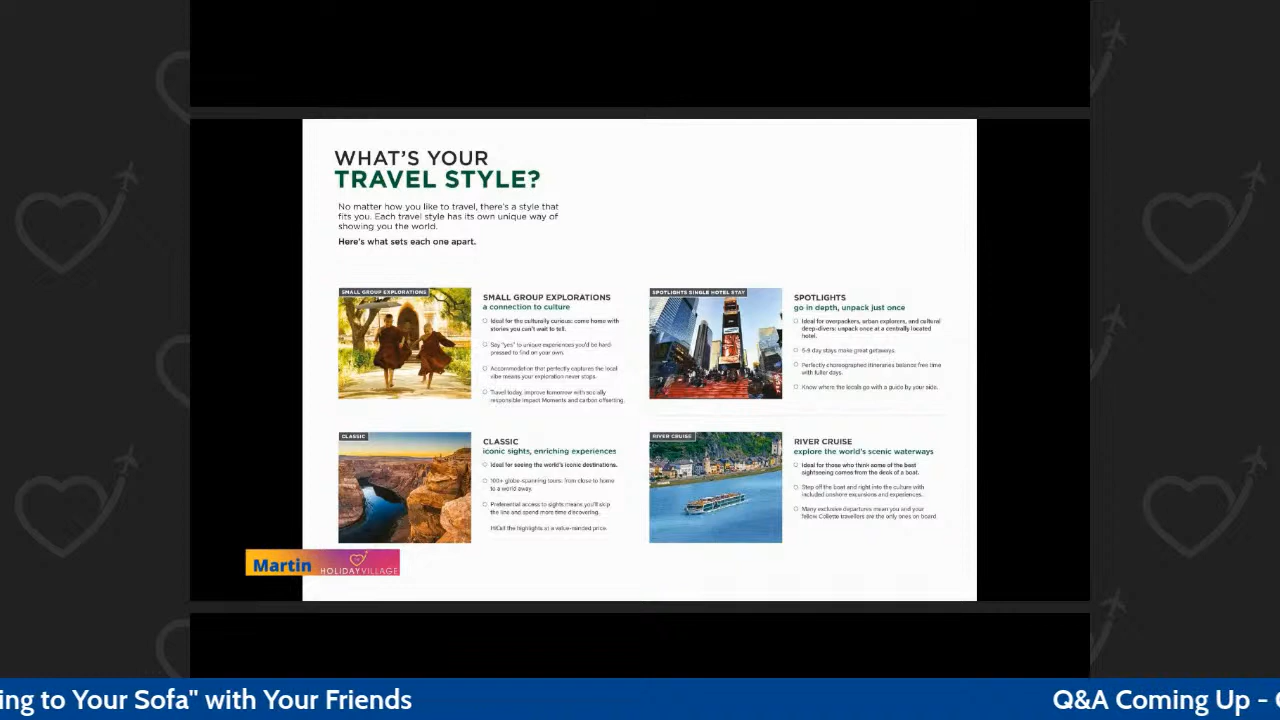 WHAT'S YOUR
TRAVEL STYLE?
No matter how you like to travel, there's a style that
fits you. Each travel style has its own unique way of
showing you the world.
Here's what sets each one apart.
SMALL GROUP EXPLORATIONS
SMALL GROUP EXPLORATIONS
a connection to culture
Ideal for the culturally curious: come home with
stories you can't wait to tell.
Say "yes" to unique experiences you'd be hard-
pressed to find on your own.
Accommodation that perfectly captures the local
vibe means your exploration never stops.
Travel today, improve tomorrow with socially
responsible Impact Moments and carbon offsetting.
SPOTLIGHTS SINGLE HOTEL STAY
SPOTLIGHTS
go in depth, unpack just once
Ideal for overpackers, urban explorers, and cultural
deep-divers: unpack once at a centrally located
hotel.
5-9 day stays make great getaways.
Perfectly choreographed itineraries balance free time
with fuller days.
Know where the locals go with a guide by your side.
CLASSIC
CLASSIC
iconic sights, enriching experiences
Ideal for seeing the world's iconic destinations.
100+ globe-spanning tours, from close to home
to a world away.
Preferential access to sights means you'll skip
the line and spend more time discovering.
all the highlights at a value-minded price.
RIVER CRUISE
RIVER CRUISE
explore the world's scenic waterways
Ideal for those who think some of the best
sightseeing comes from the deck of a boat.
Step off the boat and right into the culture with
included onshore excursions and experiences.
Many exclusive departures mean you and your
fellow Collette travellers are the only ones on board
Martin
HOLIDAYVILLAGE
ing to Your Sofa" with Your Friends
Q&A Coming Up -